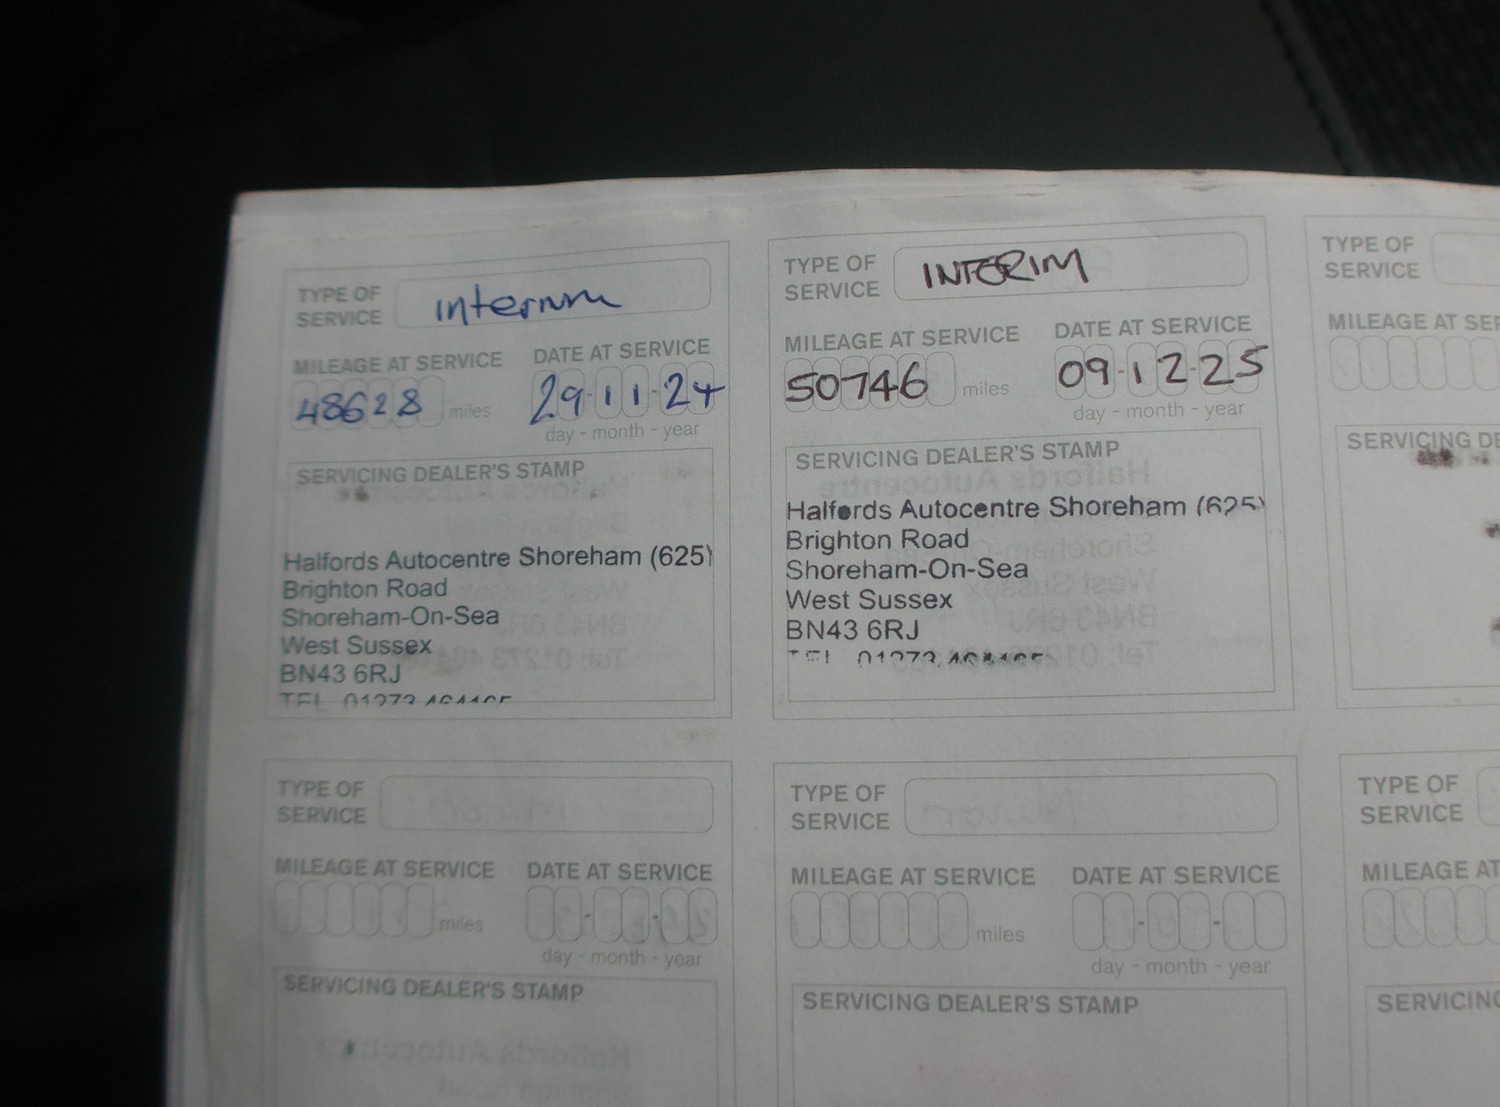 TYPE OF SERVICE Interim
MILEAGE AT SERVICE DATE AT SERVICE
48628 miles 29-11-24
day - month - year
SERVICING DEALER'S STAMP
Halfords Autocentre Shoreham (625)
Brighton Road
Shoreham-On-Sea
West Sussex
BN43 6RJ
TEL 01273
TYPE OF SERVICE INTERIM
MILEAGE AT SERVICE DATE AT SERVICE
50746 miles 09-12-25
day - month - year
SERVICING DEALER'S STAMP
Halfords Autocentre Shoreham (625)
Brighton Road
Shoreham-On-Sea
West Sussex
BN43 6RJ
TEL 01273
TYPE OF SERVICE
MILEAGE AT SER
SERVICING DE
TYPE OF SERVICE
MILEAGE AT SERVICE DATE AT SERVICE
miles
day - month - year
SERVICING DEALER'S STAMP
TYPE OF SERVICE
MILEAGE AT SERVICE DATE AT SERVICE
miles
day - month - year
SERVICING DEALER'S STAMP
TYPE OF SERVICE
MILEAGE AT
SERVICING